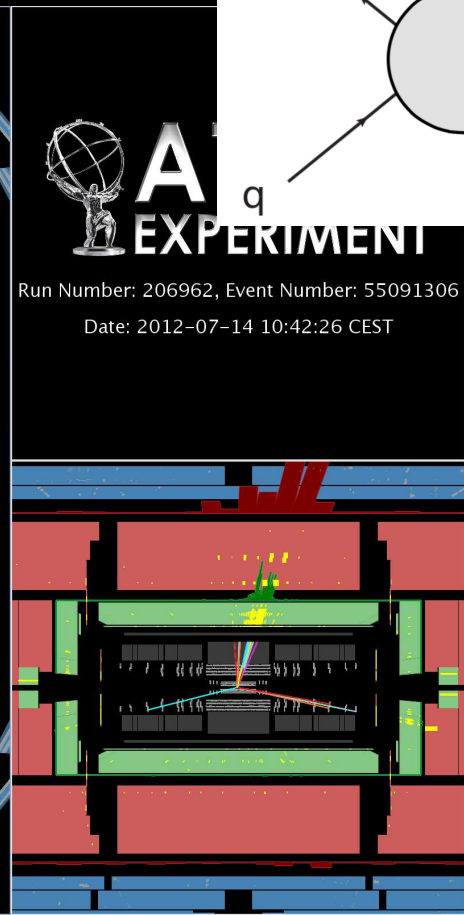 q
EXPERIMENT
Run Number: 206962, Event Number: 55091306
Date: 2012-07-14 10:42:26 CEST